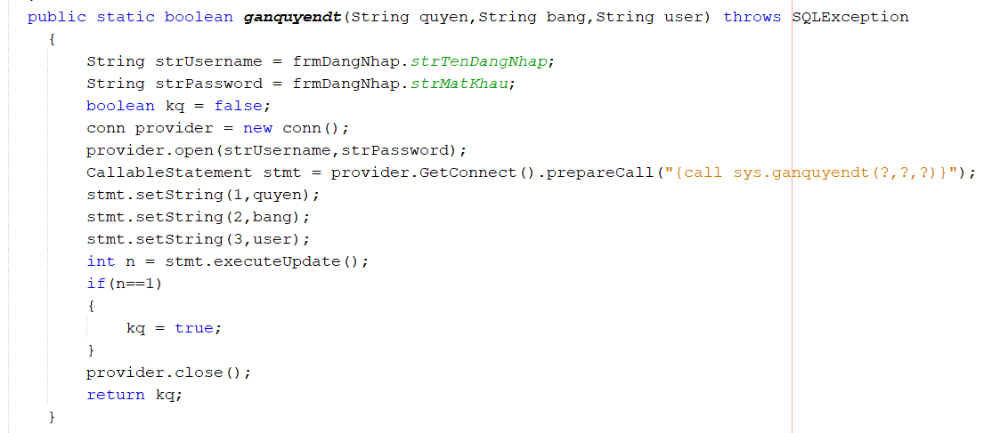 public static boolean ganquyendt(String quyen,String bang,String user) throws SQLException
{
String strUsername = frmDangNhap.strTenDangNhap;
String strPassword = frmDangNhap.strMatKhau;
boolean kq = false;
conn provider = new conn();
provider.open(strUsername,strPassword);
CallableStatement stmt = provider.GetConnect().prepareCall("{call sys.ganquyendt(?,?,?)}");
stmt.setString(1,quyen);
stmt.setString(2,bang);
stmt.setString(3,user);
int n = stmt.executeUpdate();
if(n==1)
{
kq = true;
}
provider.close();
return kq;
}